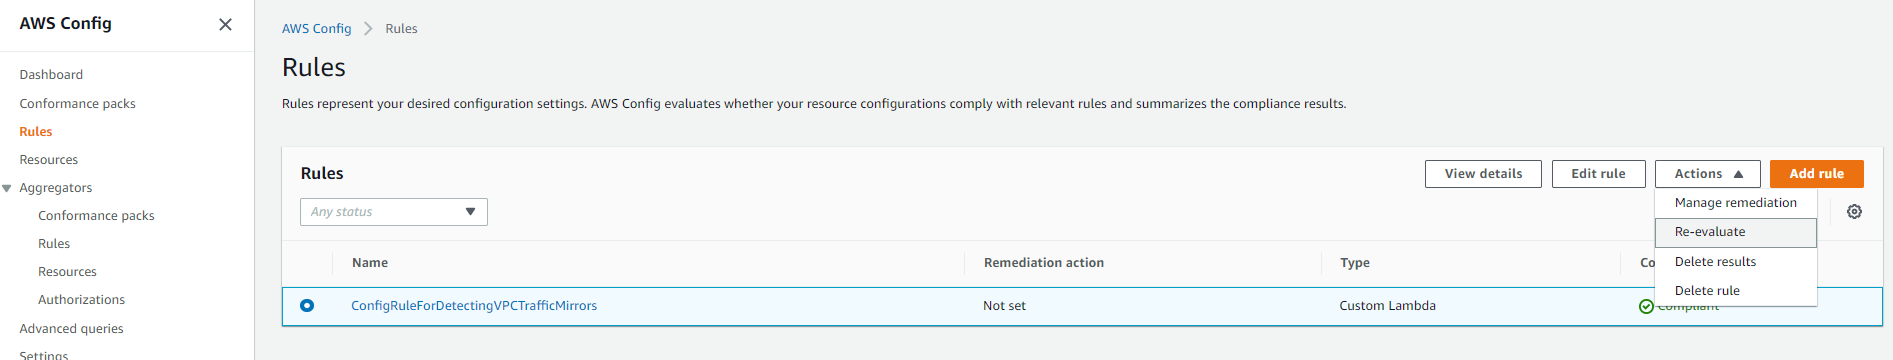 AWS Config
Dashboard
Conformance packs
Rules
Resources
Aggregators
Conformance packs
Rules
Resources
Authorizations
Advanced queries
Settings
AWS Config > Rules
Rules
Rules represent your desired configuration settings. AWS Config evaluates whether your resource configurations comply with relevant rules and summarizes the compliance results.
Rules
View details
Edit rule
Actions
Add rule
Any status
Manage remediation
Re-evaluate
Delete results
Delete rule
Name
Remediation action
Type
Co
ConfigRuleForDetectingVPCTrafficMirrors
Not set
Custom Lambda
Compliant